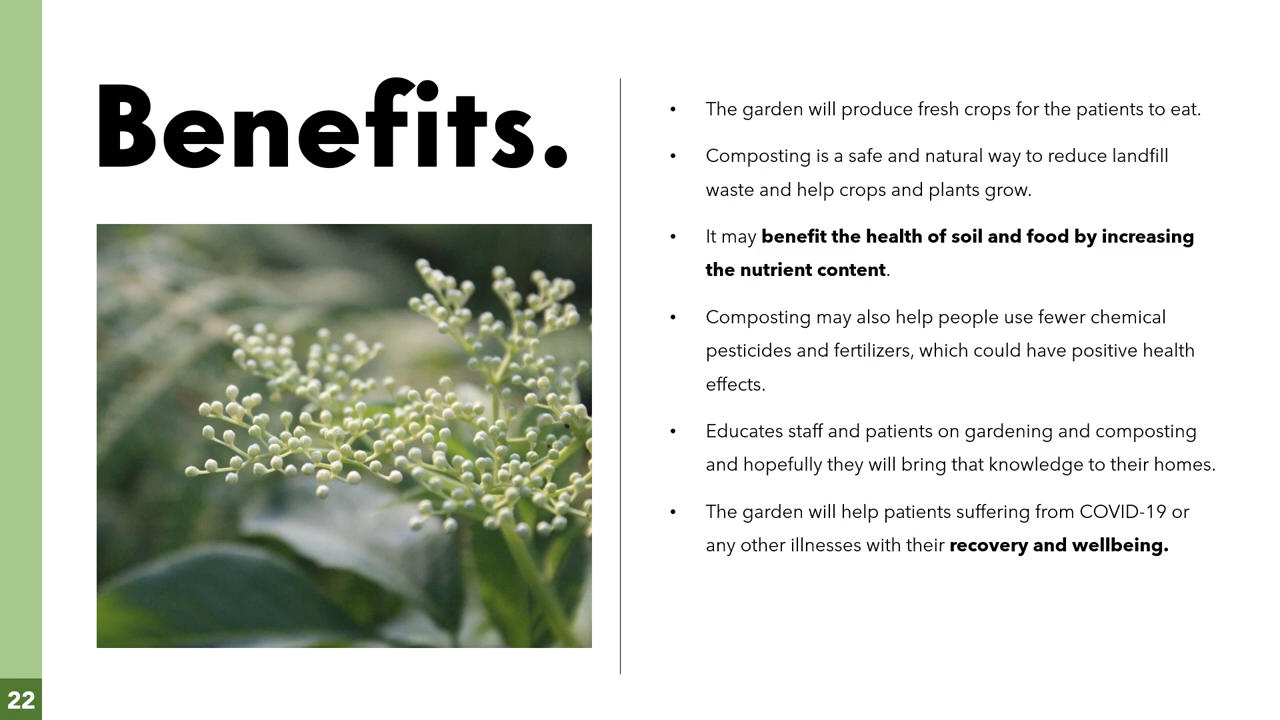 Benefits.
• The garden will produce fresh crops for the patients to eat.
• Composting is a safe and natural way to reduce landfill
waste and help crops and plants grow.
• It may benefit the health of soil and food by increasing
the nutrient content.
• Composting may also help people use fewer chemical
pesticides and fertilizers, which could have positive health
effects.
• Educates staff and patients on gardening and composting
and hopefully they will bring that knowledge to their homes.
• The garden will help patients suffering from COVID-19 or
any other illnesses with their recovery and wellbeing.
22